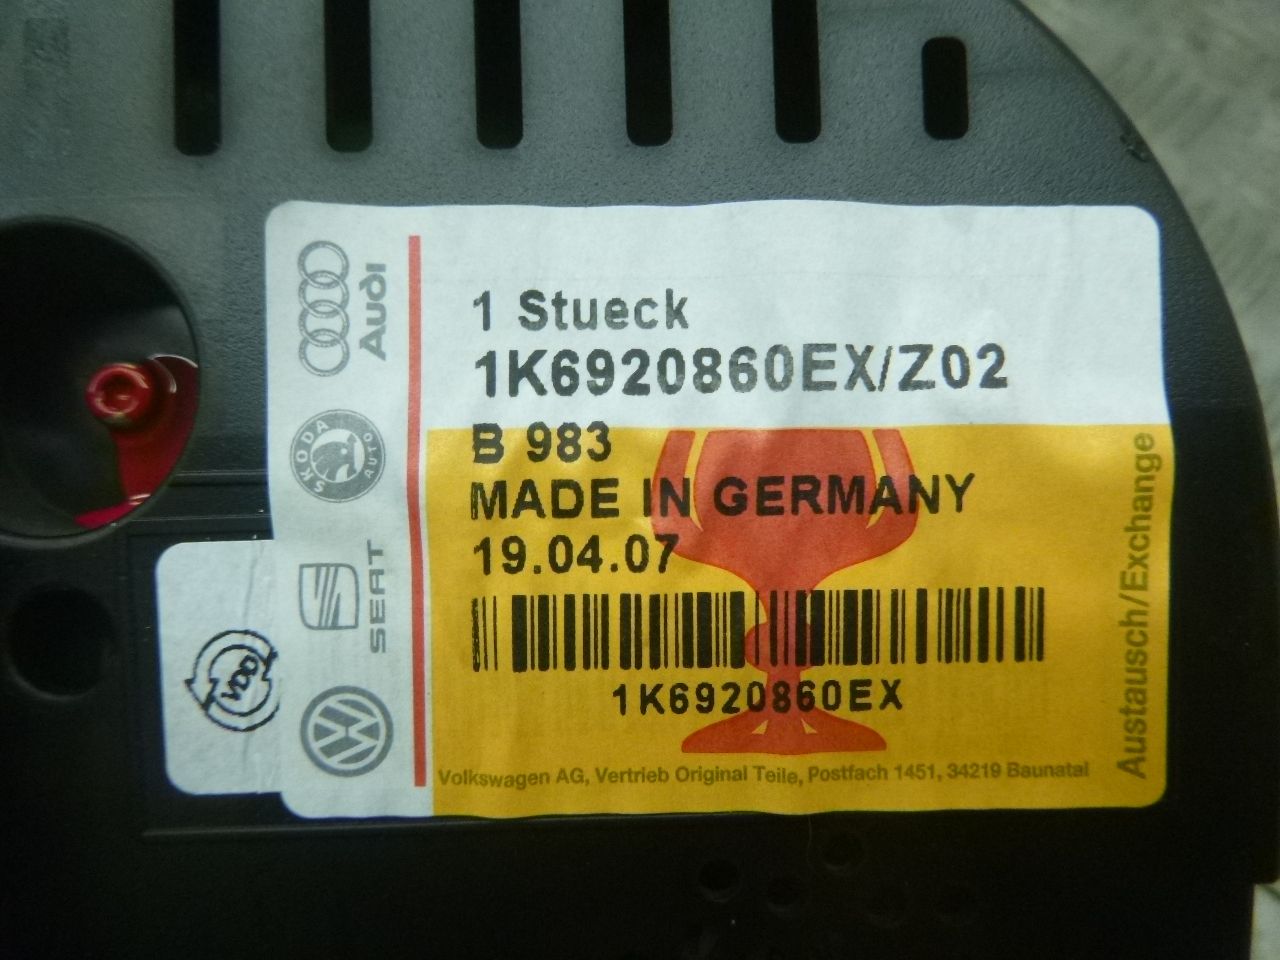 1 Stueck
1K6920860EX/Z02
B 983
MADE IN GERMANY
19.04.07
1K6920860EX
Volkswagen AG, Vertrieb Original Teile, Postfach 1451, 34219 Baunatal
Austausch/Exchange
Audi
SKODA AUTO
SEAT
VW
VDO